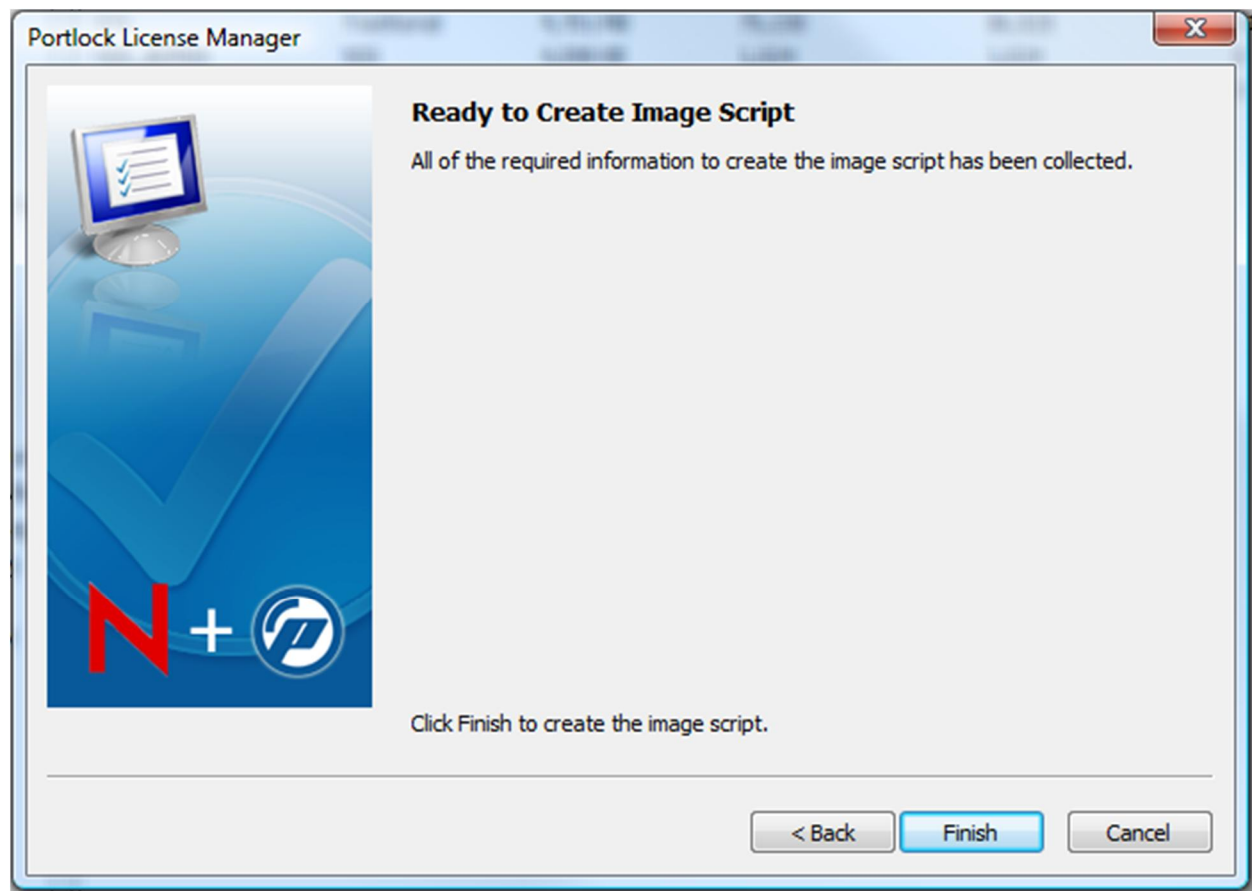 Portlock License Manager
Ready to Create Image Script
All of the required information to create the image script has been collected.
N +
Click Finish to create the image script.
< Back
Finish
Cancel